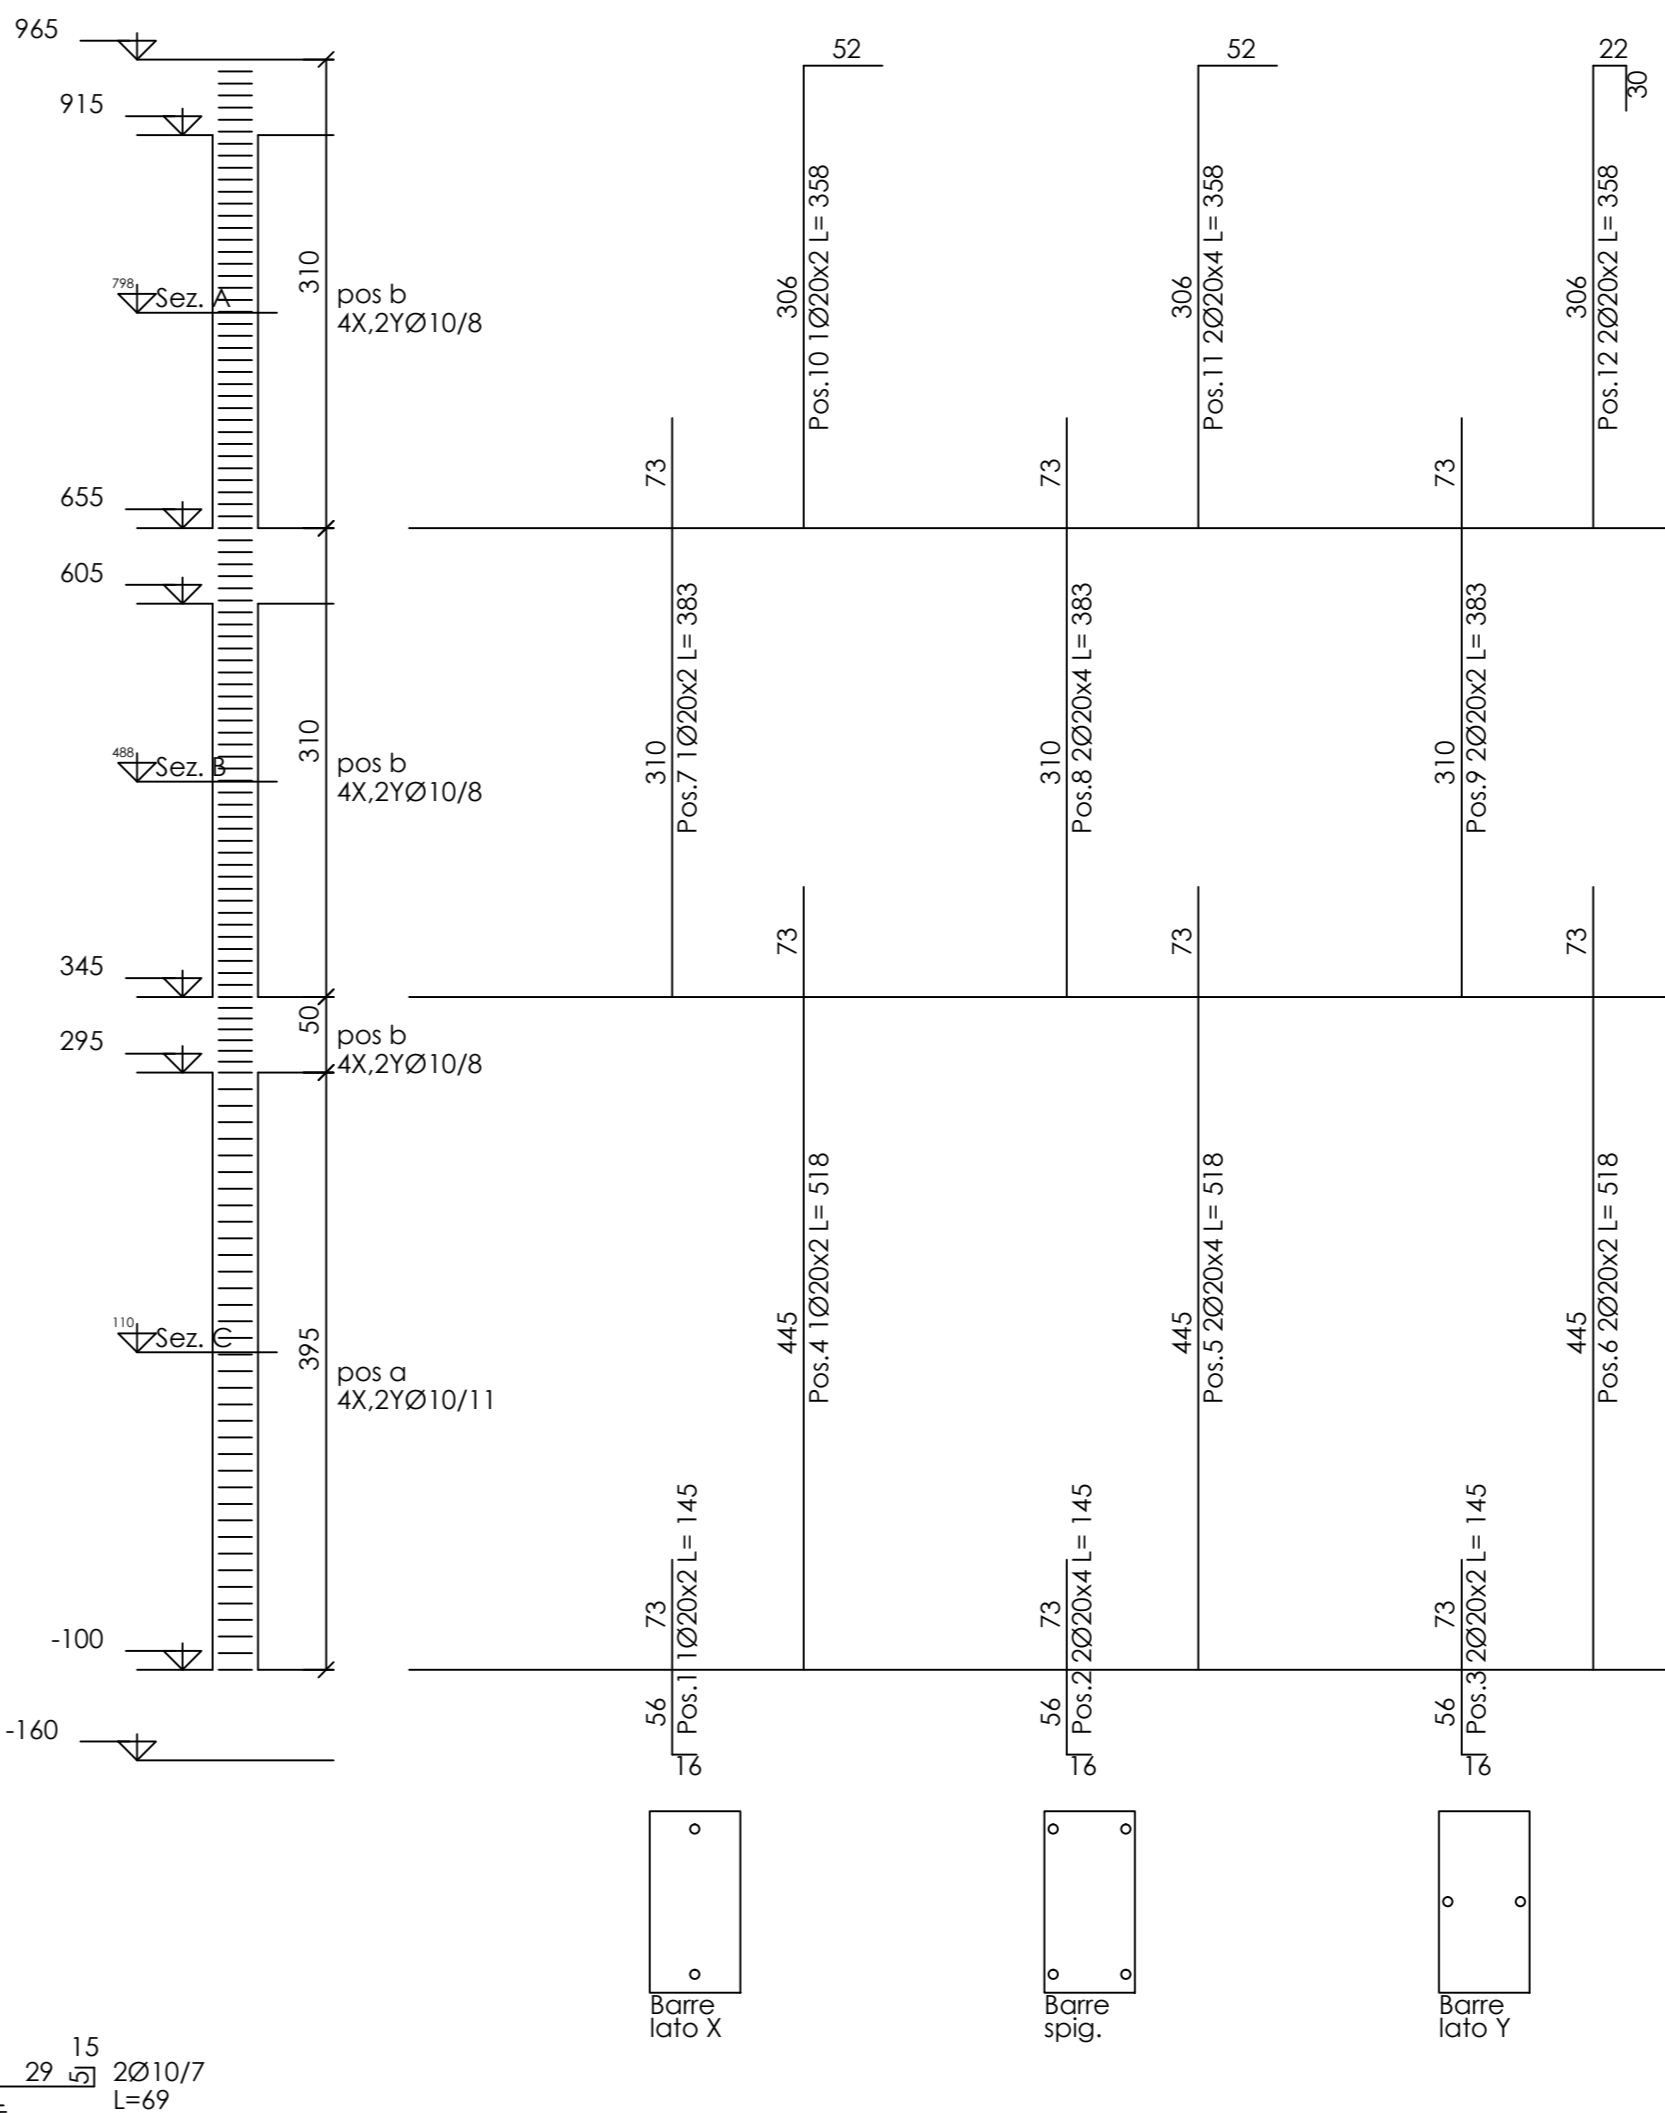 965
52
52
22
30
915
Pos.10 1Ø20x2 L= 358
Pos.11 2Ø20x4 L= 358
Pos.12 2Ø20x2 L= 358
306
306
306
310
798
Sez. A
pos b
4X,2YØ10/8
73
73
73
655
605
Pos.7 1Ø20x2 L= 383
Pos.8 2Ø20x4 L= 383
Pos.9 2Ø20x2 L= 383
310
310
310
310
488
Sez. B
pos b
4X,2YØ10/8
73
73
73
345
50
295
pos b
4X,2YØ10/8
Pos.4 1Ø20x2 L= 518
Pos.5 2Ø20x4 L= 518
Pos.6 2Ø20x2 L= 518
445
445
445
110
Sez. C
395
pos a
4X,2YØ10/11
Pos.1 1Ø20x2 L= 145
Pos.2 2Ø20x4 L= 145
Pos.3 2Ø20x2 L= 145
73
73
73
-100
56
56
56
-160
16
16
16
Barre
lato X
Barre
spig.
Barre
lato Y
15
29
5
2Ø10/7
L=69